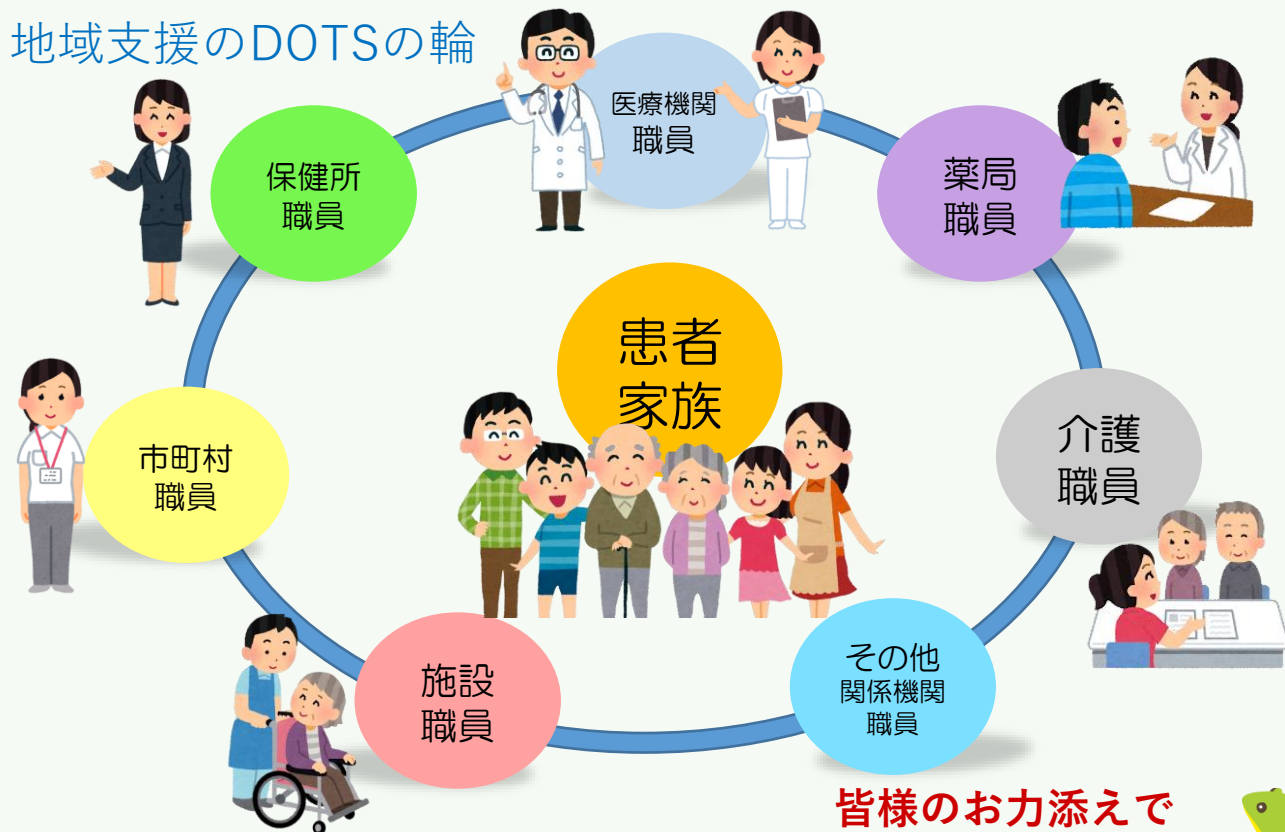 地域支援のDOTSの輪
医療機関
職員
保健所
職員
薬局
職員
患者
家族
市町村
職員
介護
職員
施設
職員
その他
関係機関
職員
皆様のお力添えで